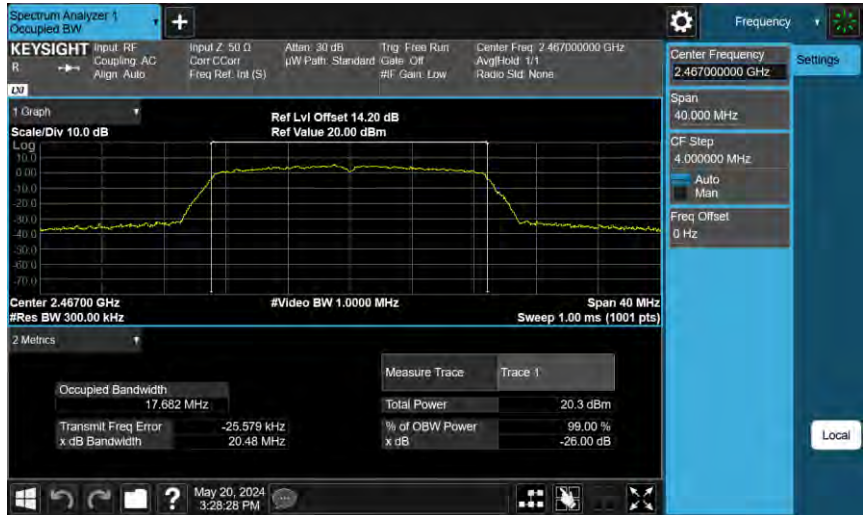 Spectrum Analyzer 1
Occupied BW
Frequency
KEYSIGHT
R
LXI
Input: RF
Coupling: AC
Align: Auto
Input Z: 50 Ω
Corr CCorr
Freq Ref: Int (S)
Atten: 30 dB
µW Path: Standard
Trig: Free Run
Gate: Off
#IF Gain: Low
Center Freq: 2.467000000 GHz
Avg|Hold: 1/1
Radio Std: None
Center Frequency
2.467000000 GHz
Settings
Span
40.000 MHz
CF Step
4.000000 MHz
Auto
Man
Freq Offset
0 Hz
Local
1 Graph
Scale/Div 10.0 dB
Ref Lvl Offset 14.20 dB
Ref Value 20.00 dBm
Log
10.0
0.00
-10.0
-20.0
-30.0
-40.0
-50.0
-60.0
-70.0
Center 2.46700 GHz
#Res BW 300.00 kHz
#Video BW 1.0000 MHz
Span 40 MHz
Sweep 1.00 ms (1001 pts)
2 Metrics
Measure Trace
Trace 1
Occupied Bandwidth
17.682 MHz
Total Power
20.3 dBm
Transmit Freq Error
-25.579 kHz
% of OBW Power
99.00 %
x dB Bandwidth
20.48 MHz
x dB
-26.00 dB
?
May 20, 2024
3:28:28 PM